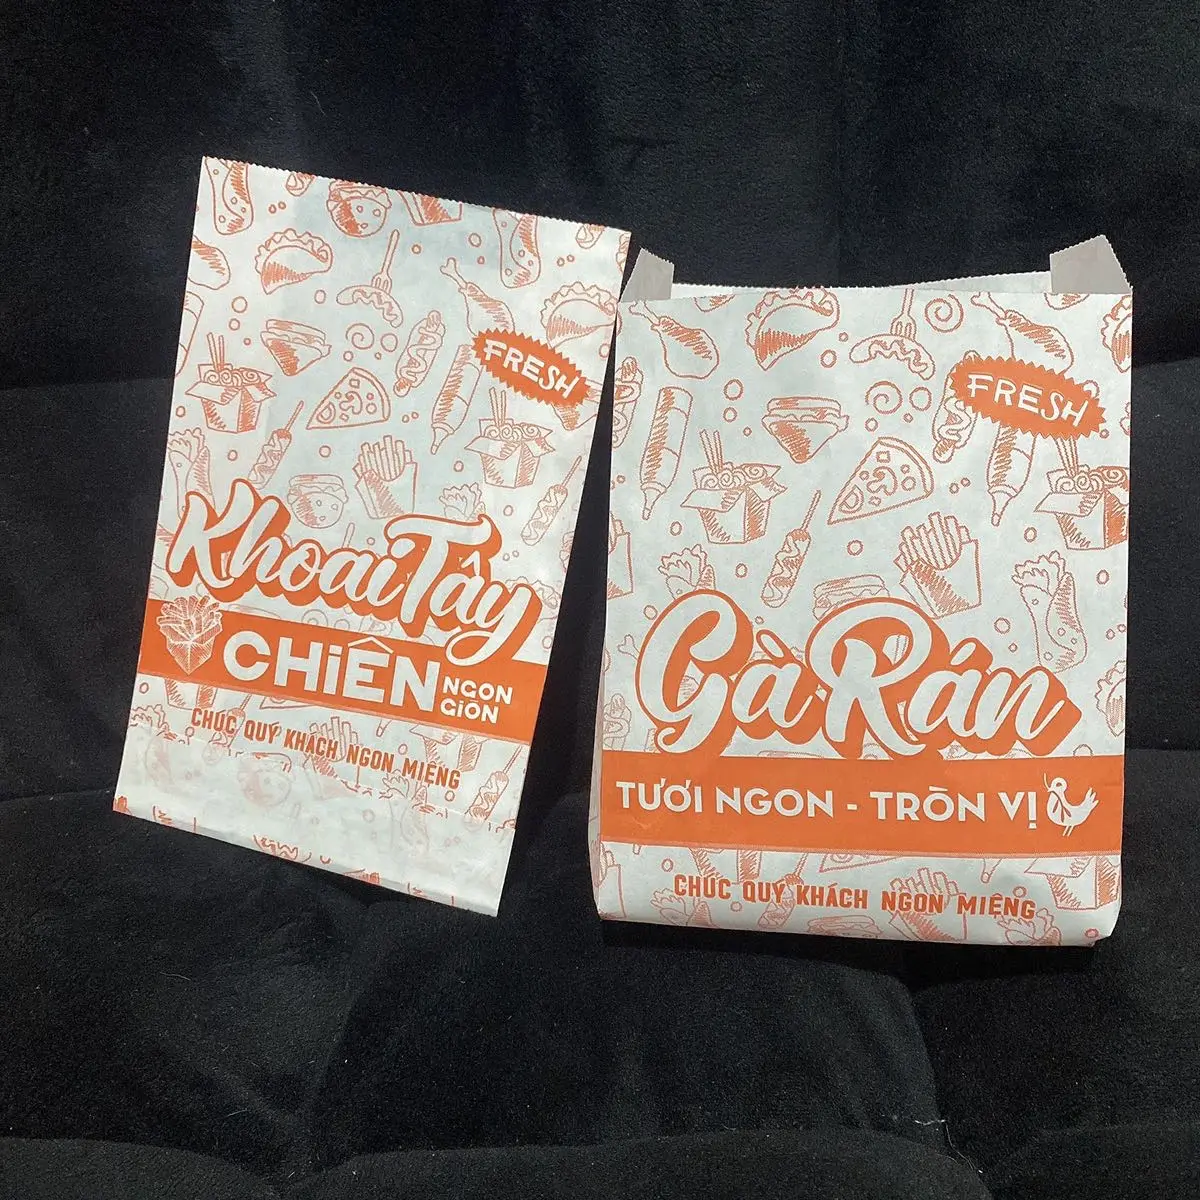 FRESH
Khoai Tây
CHiÊN
NGON
GiÒN
CHÚC QUÝ KHÁCH NGON MIỆNG
FRESH
Gà Rán
TƯƠI NGON - TRÒN VỊ
CHÚC QUÝ KHÁCH NGON MIỆNG